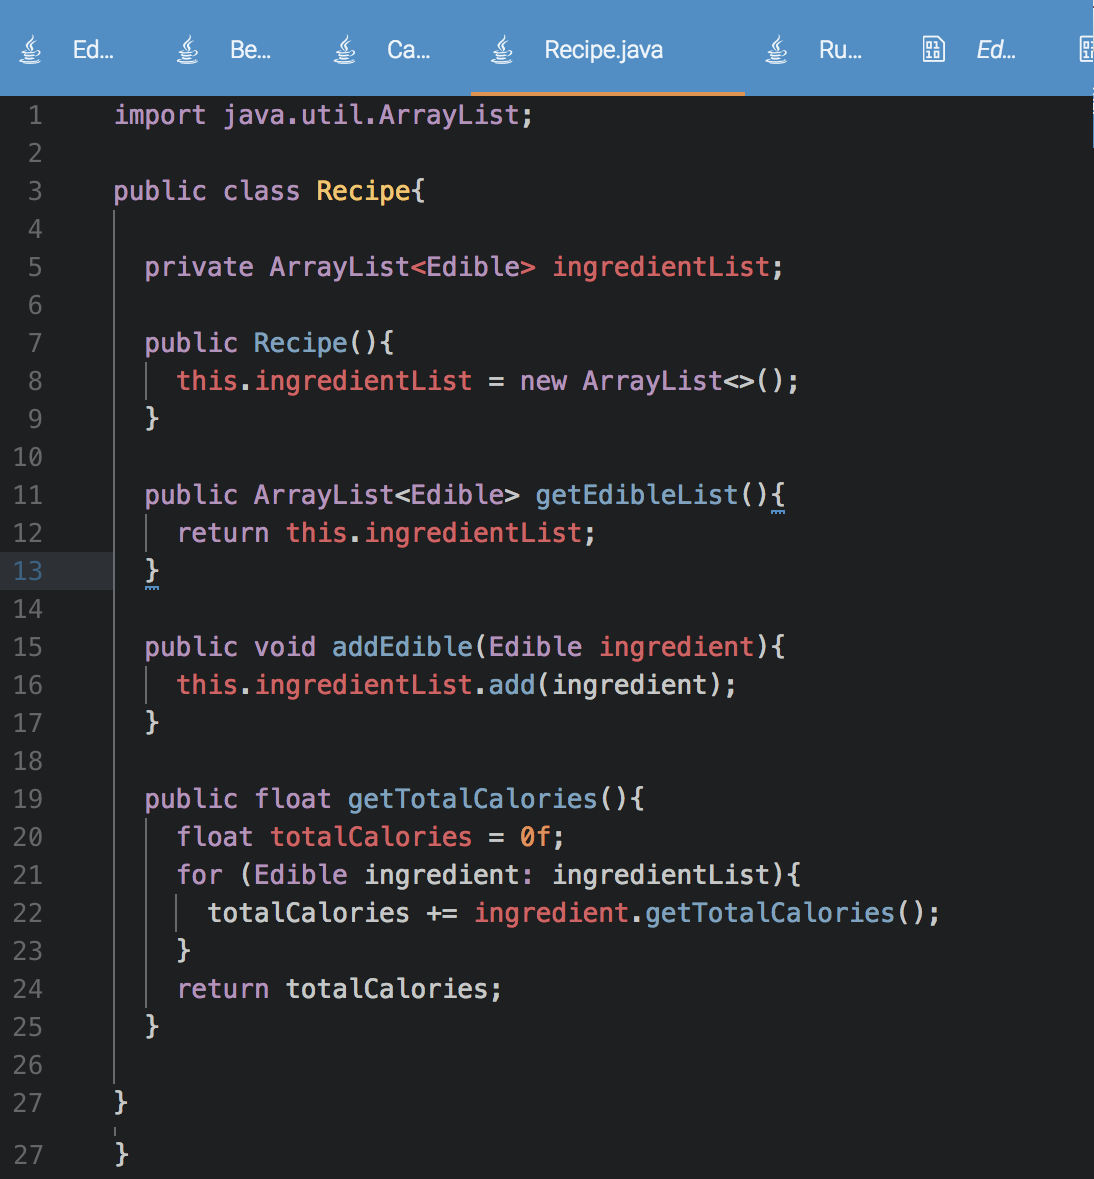 Ed... Be... Ca... Recipe.java Ru... Ed...
1 import java.util.ArrayList;
2
3 public class Recipe{
4
5 private ArrayList<Edible> ingredientList;
6
7 public Recipe(){
8 this.ingredientList = new ArrayList<>();
9 }
10
11 public ArrayList<Edible> getEdibleList(){
12 return this.ingredientList;
13 }
14
15 public void addEdible(Edible ingredient){
16 this.ingredientList.add(ingredient);
17 }
18
19 public float getTotalCalories(){
20 float totalCalories = 0f;
21 for (Edible ingredient: ingredientList){
22 totalCalories += ingredient.getTotalCalories();
23 }
24 return totalCalories;
25 }
26
27 }
27 }